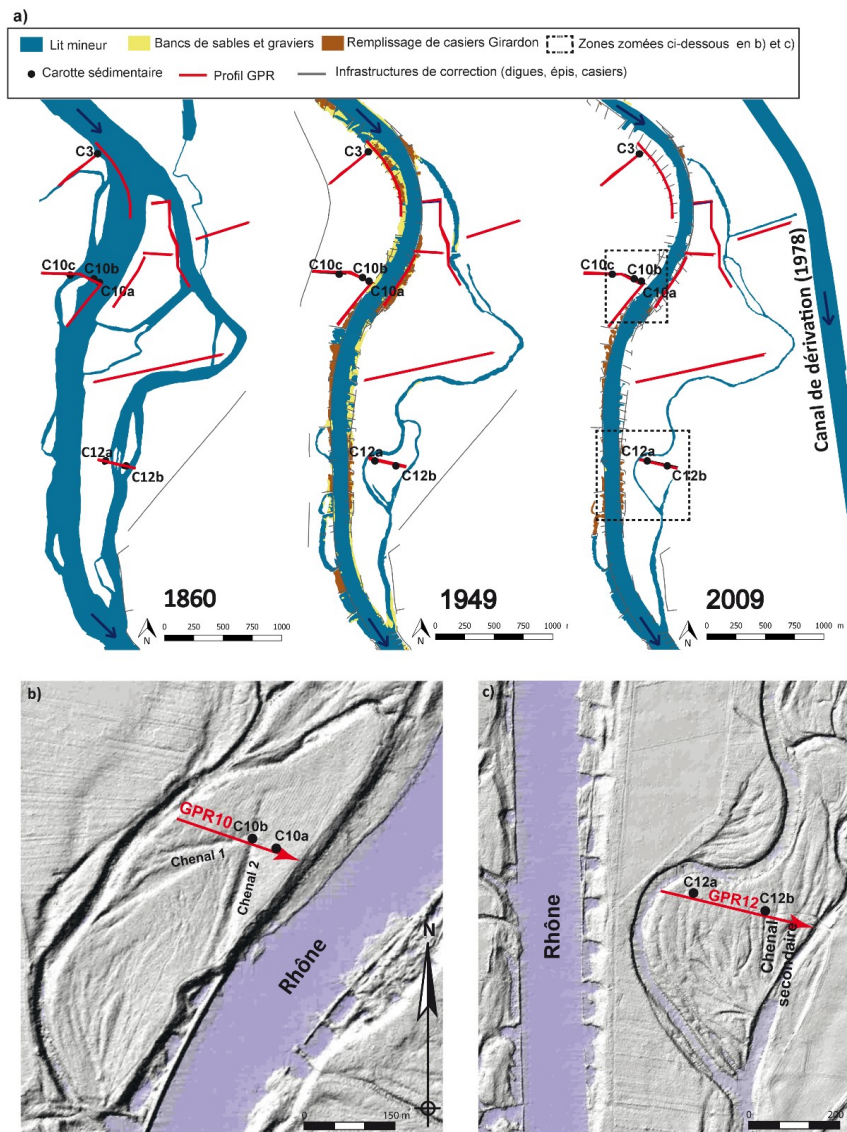 a)
Lit mineur
Bancs de sables et graviers
Remplissage de casiers Girardon
Zones zomées ci-dessous en b) et c)
Carotte sédimentaire
Profil GPR
Infrastructures de correction (digues, épis, casiers)
C3
C10c
C10b
C10a
C12a
C12b
1860
N
0 250 500 750 1000
C3
C10c
C10b
C10a
C12a
C12b
1949
N
0 250 500 750 1000
C3
C10c
C10b
C10a
C12a
C12b
Canal de dérivation (1978)
2009
N
0 250 500 750 1000 m
b)
GPR10
C10b
C10a
Chenal 1
Chenal 2
Rhône
N
0 150 m
c)
Rhône
C12a
GPR12
C12b
Chenal
secondaire
0 200